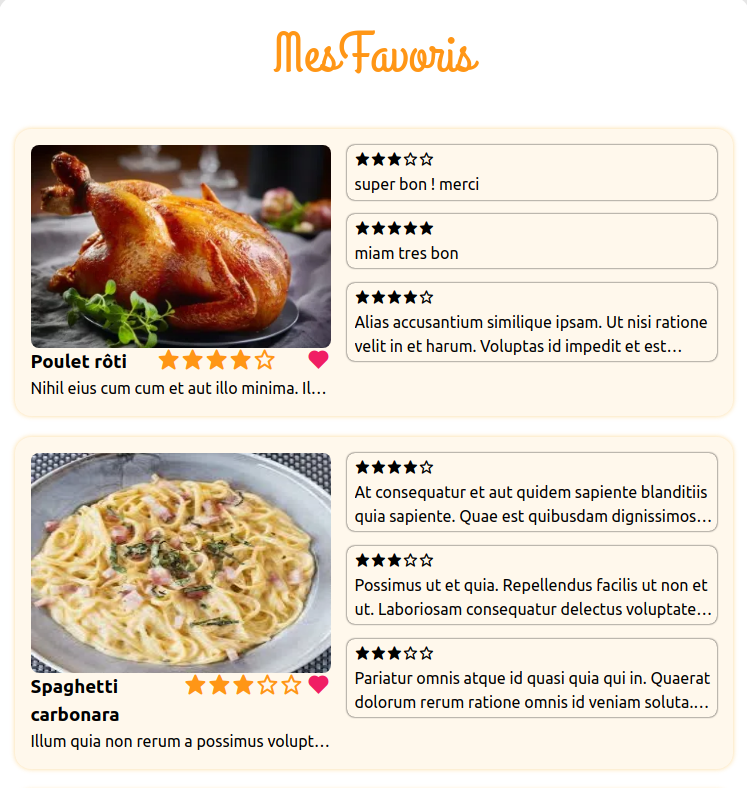 Mes Favoris
Poulet rôti
Nihil eius cum cum et aut illo minima. Il…
super bon ! merci
miam tres bon
Alias accusantium similique ipsam. Ut nisi ratione
velit in et harum. Voluptas id impedit et est…
Spaghetti
carbonara
Illum quia non rerum a possimus volupt…
At consequatur et aut quidem sapiente blanditiis
quia sapiente. Quae est quibusdam dignissimos…
Possimus ut et quia. Repellendus facilis ut non et
ut. Laboriosam consequatur delectus voluptate…
Pariatur omnis atque id quasi quia qui in. Quaerat
dolorum rerum ratione omnis id veniam soluta.…